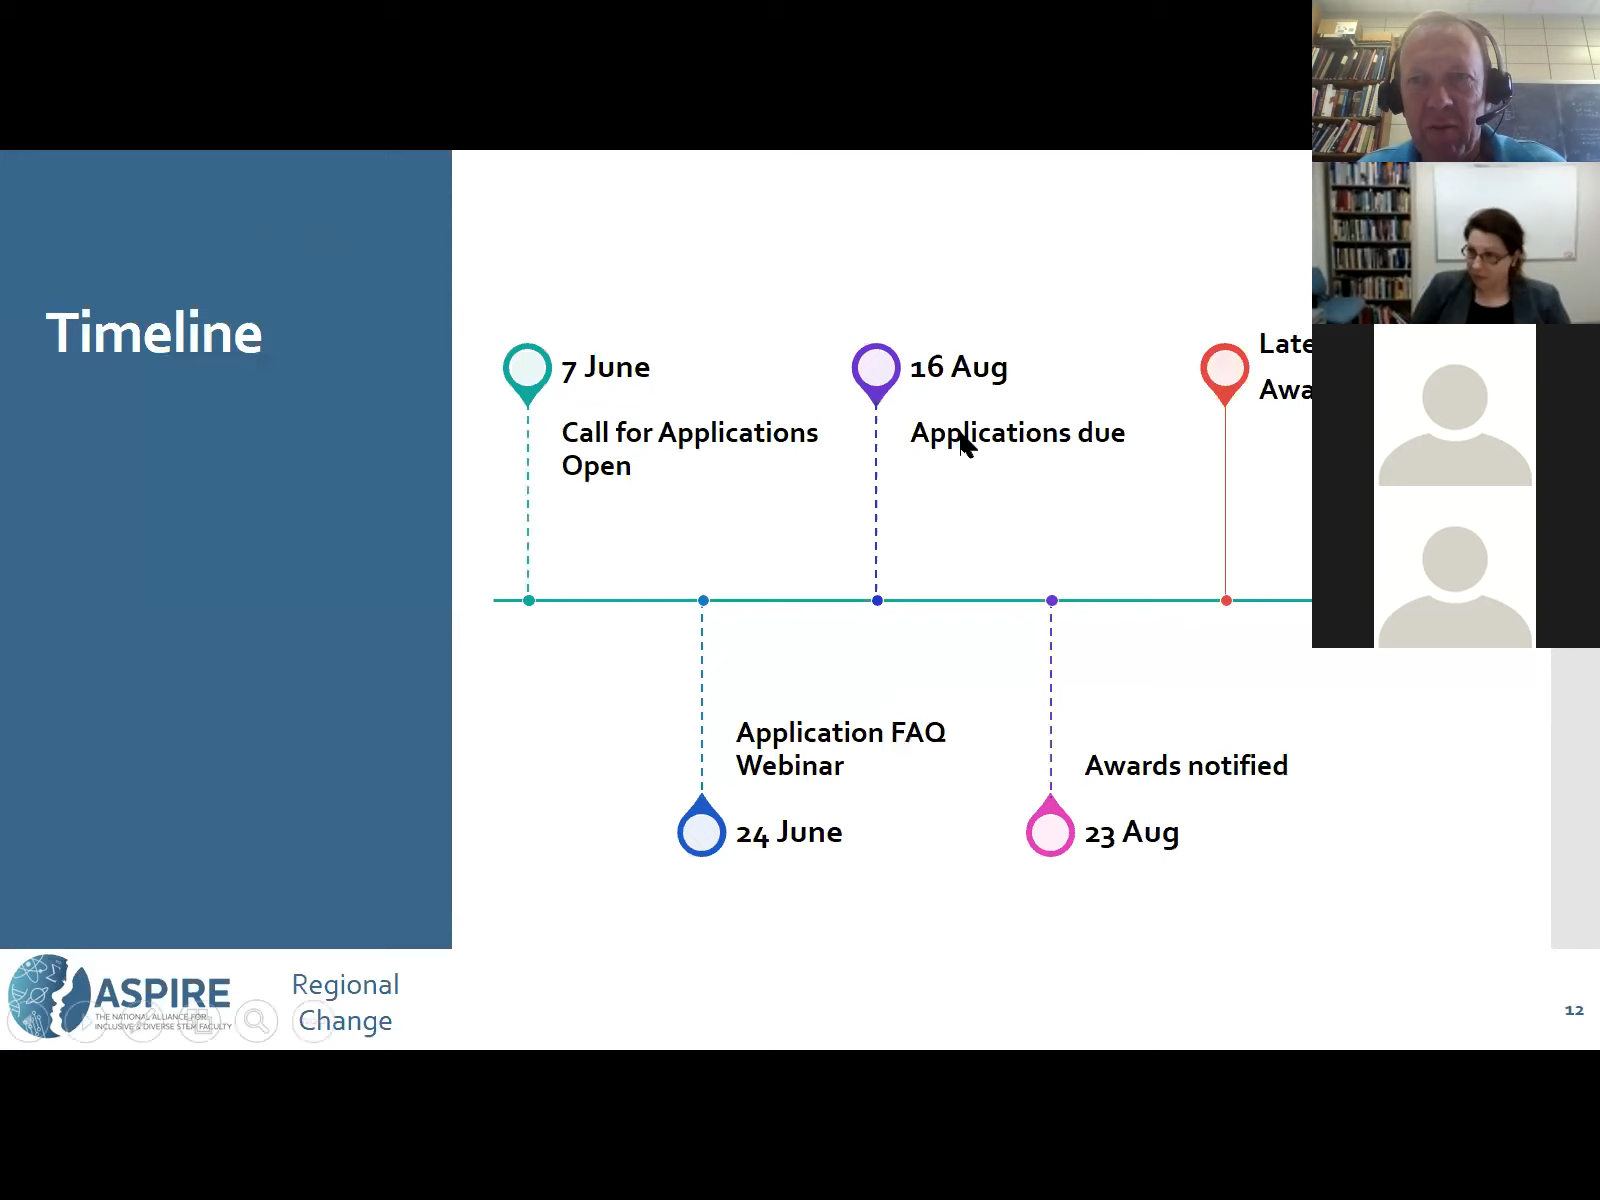 Timeline
7 June
Call for Applications
Open
16 Aug
Applications due
Late
Awa
Application FAQ
Webinar
24 June
Awards notified
23 Aug
ASPIRE
THE NATIONAL ALLIANCE FOR
INCLUSIVE & DIVERSE STEM FACULTY
Regional
Change
12